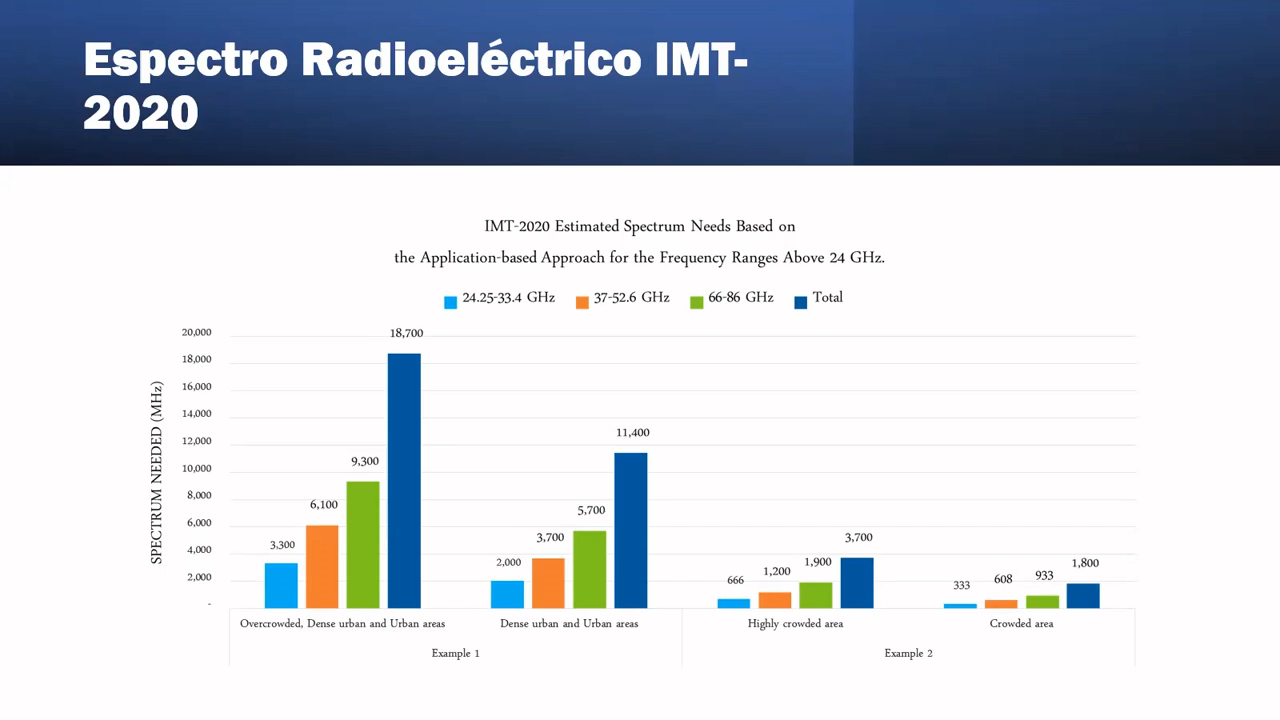 Espectro Radioeléctrico IMT-
2020
IMT-2020 Estimated Spectrum Needs Based on
the Application-based Approach for the Frequency Ranges Above 24 GHz.
24.25-33.4 GHz 37-52.6 GHz 66-86 GHz Total
SPECTRUM NEEDED (MHz)
20,000
18,000
16,000
14,000
12,000
10,000
8,000
6,000
4,000
2,000
-
3,300 6,100 9,300 18,700
2,000 3,700 5,700 11,400
666 1,200 1,900 3,700
333 608 933 1,800
Overcrowded, Dense urban and Urban areas Dense urban and Urban areas Highly crowded area Crowded area
Example 1 Example 2